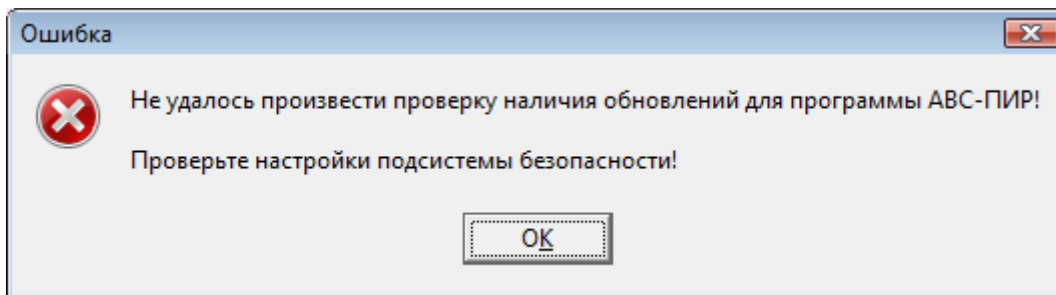 Ошибка
Не удалось произвести проверку наличия обновлений для программы АВС-ПИР!
Проверьте настройки подсистемы безопасности!
OK